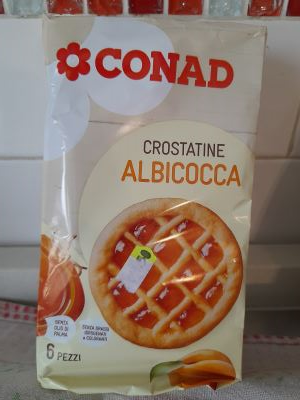 CONAD
CROSTATINE
ALBICOCCA
SENZA
OLIO DI
PALMA
SENZA GRASSI
IDROGENATI
e COLORANTI
6 PEZZI